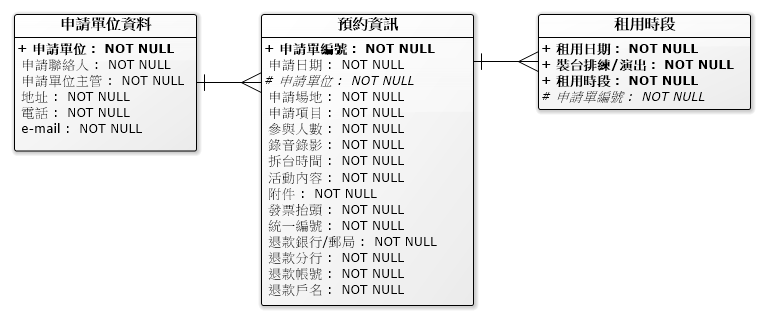 申請單位資料
+ 申請單位： NOT NULL
申請聯絡人： NOT NULL
申請單位主管： NOT NULL
地址： NOT NULL
電話： NOT NULL
e-mail： NOT NULL
預約資訊
+ 申請單編號： NOT NULL
申請日期： NOT NULL
# 申請單位： NOT NULL
申請場地： NOT NULL
申請項目： NOT NULL
參與人數： NOT NULL
錄音錄影： NOT NULL
拆台時間： NOT NULL
活動內容： NOT NULL
附件： NOT NULL
發票抬頭： NOT NULL
統一編號： NOT NULL
退款銀行/郵局： NOT NULL
退款分行： NOT NULL
退款帳號： NOT NULL
退款戶名： NOT NULL
租用時段
+ 租用日期： NOT NULL
+ 裝台排練/演出： NOT NULL
+ 租用時段： NOT NULL
# 申請單編號： NOT NULL